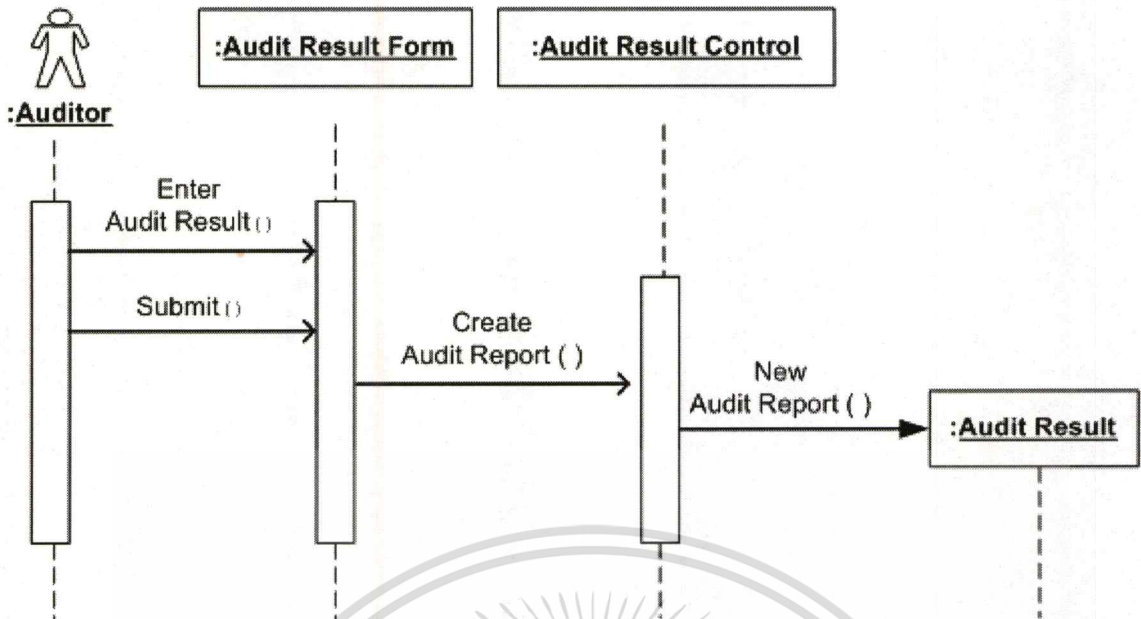 :Audit Result Form
:Audit Result Control
:Auditor
Enter
Audit Result ( )
Submit ( )
Create
Audit Report ( )
New
Audit Report ( )
:Audit Result